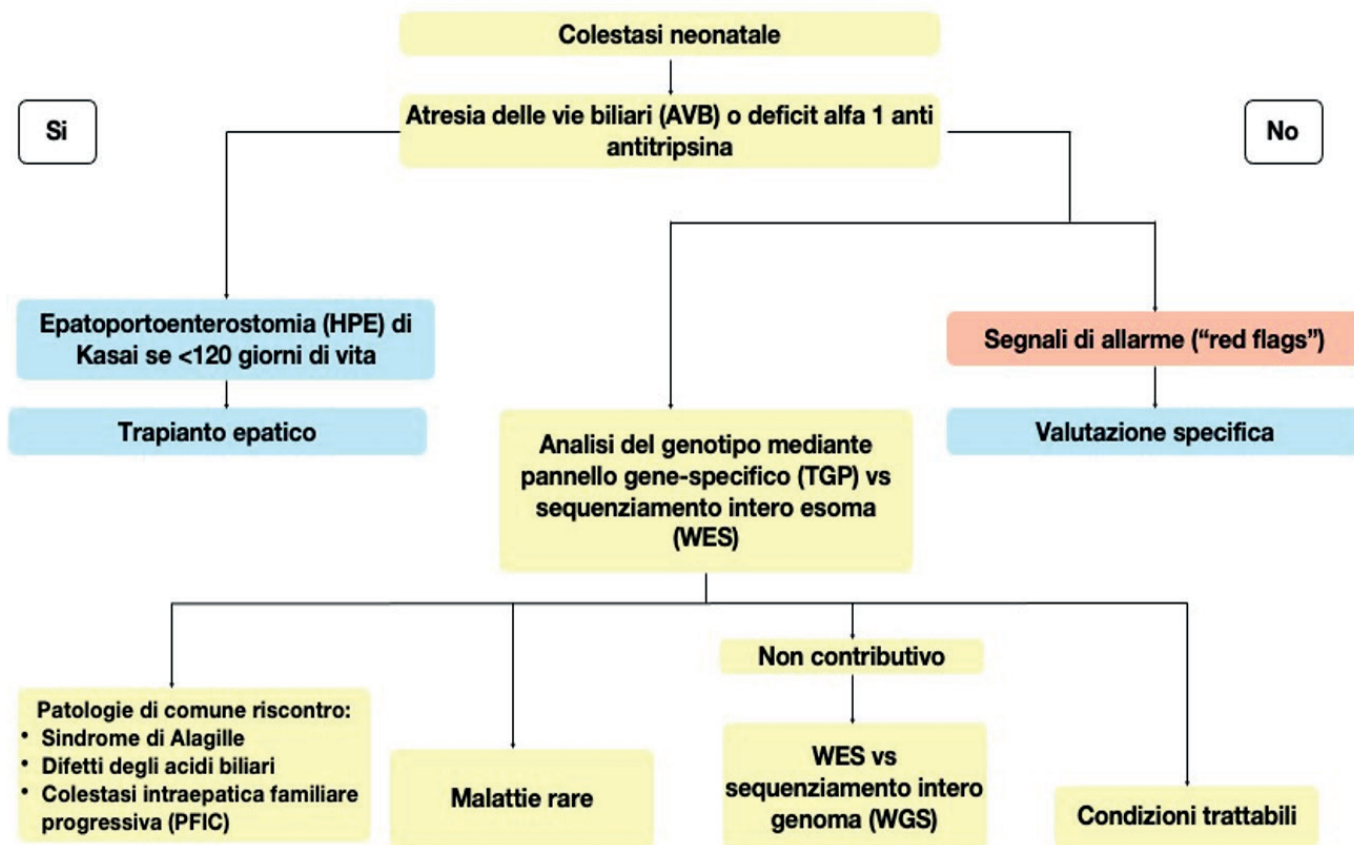 Colestasi neonatale
Si
Atresia delle vie biliari (AVB) o deficit alfa 1 anti
antitripsina
No
Epatoportoenterostomia (HPE) di
Kasai se <120 giorni di vita
Trapianto epatico
Segnali di allarme (“red flags”)
Valutazione specifica
Analisi del genotipo mediante
pannello gene-specifico (TGP) vs
sequenziamento intero esoma
(WES)
Patologie di comune riscontro:
• Sindrome di Alagille
• Difetti degli acidi biliari
• Colestasi intraepatica familiare
progressiva (PFIC)
Malattie rare
Non contributivo
WES vs
sequenziamento intero
genoma (WGS)
Condizioni trattabili